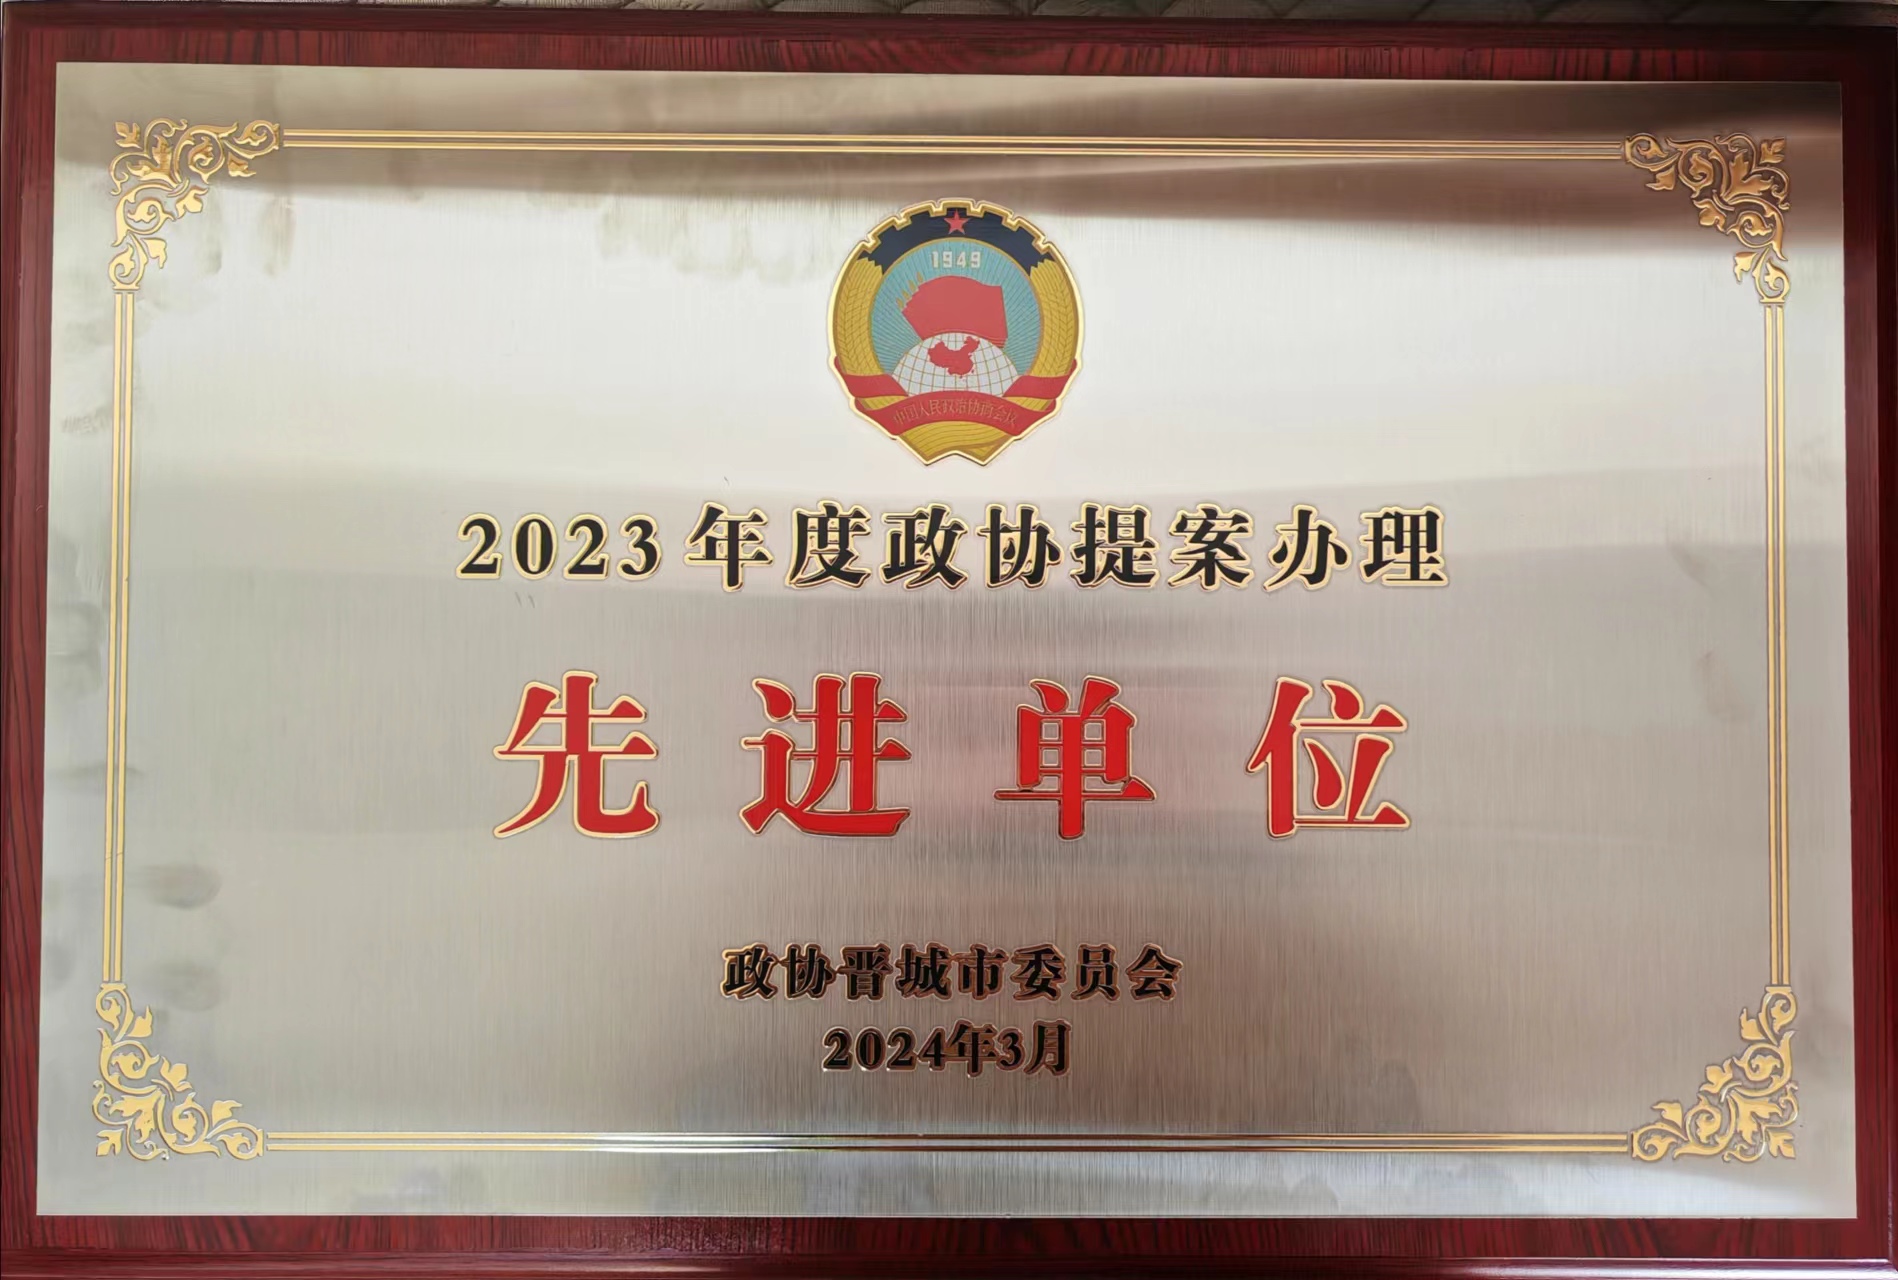 1949
中国人民政治协商会议
2023年度政协提案办理
先进单位
政协晋城市委员会
2024年3月